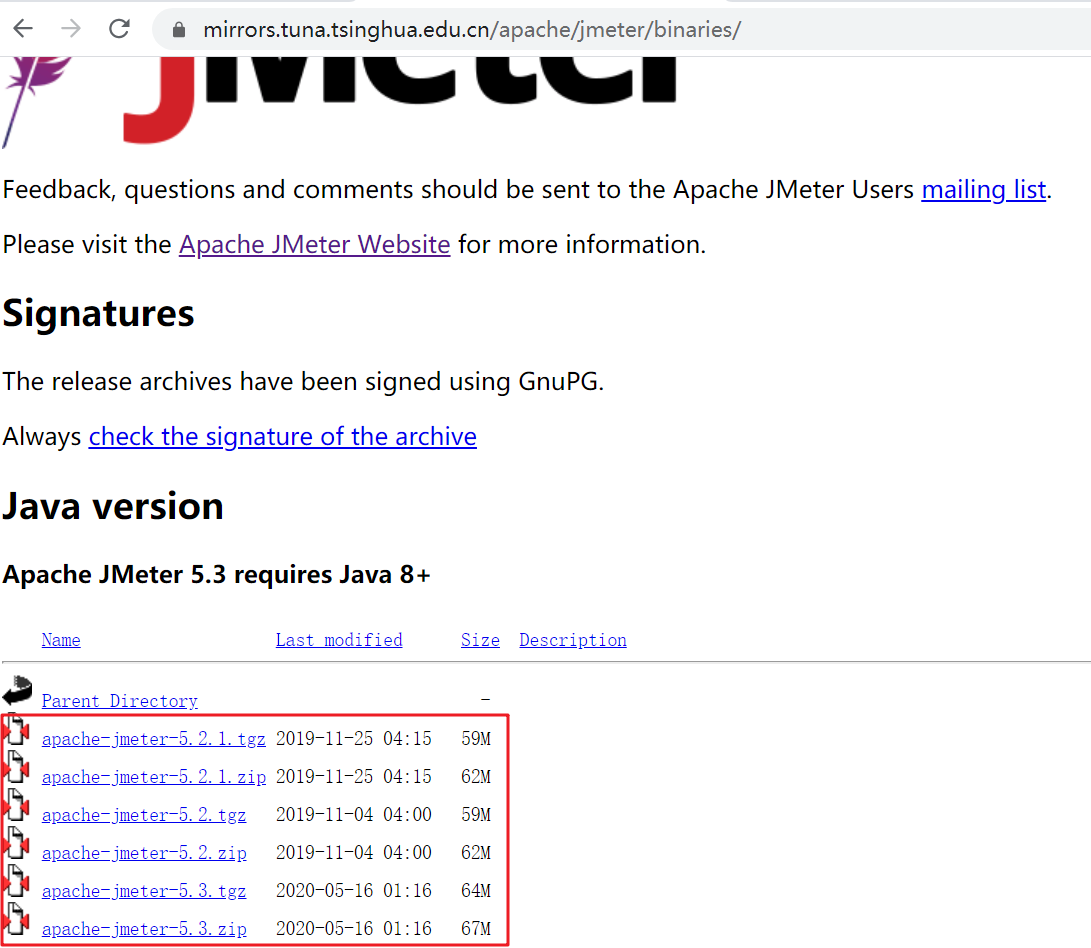 mirrors.tuna.tsinghua.edu.cn/apache/jmeter/binaries/
JMeter
Feedback, questions and comments should be sent to the Apache JMeter Users mailing list.
Please visit the Apache JMeter Website for more information.
Signatures
The release archives have been signed using GnuPG.
Always check the signature of the archive
Java version
Apache JMeter 5.3 requires Java 8+
Name Last modified Size Description
Parent Directory -
apache-jmeter-5.2.1.tgz 2019-11-25 04:15 59M
apache-jmeter-5.2.1.zip 2019-11-25 04:15 62M
apache-jmeter-5.2.tgz 2019-11-04 04:00 59M
apache-jmeter-5.2.zip 2019-11-04 04:00 62M
apache-jmeter-5.3.tgz 2020-05-16 01:16 64M
apache-jmeter-5.3.zip 2020-05-16 01:16 67M